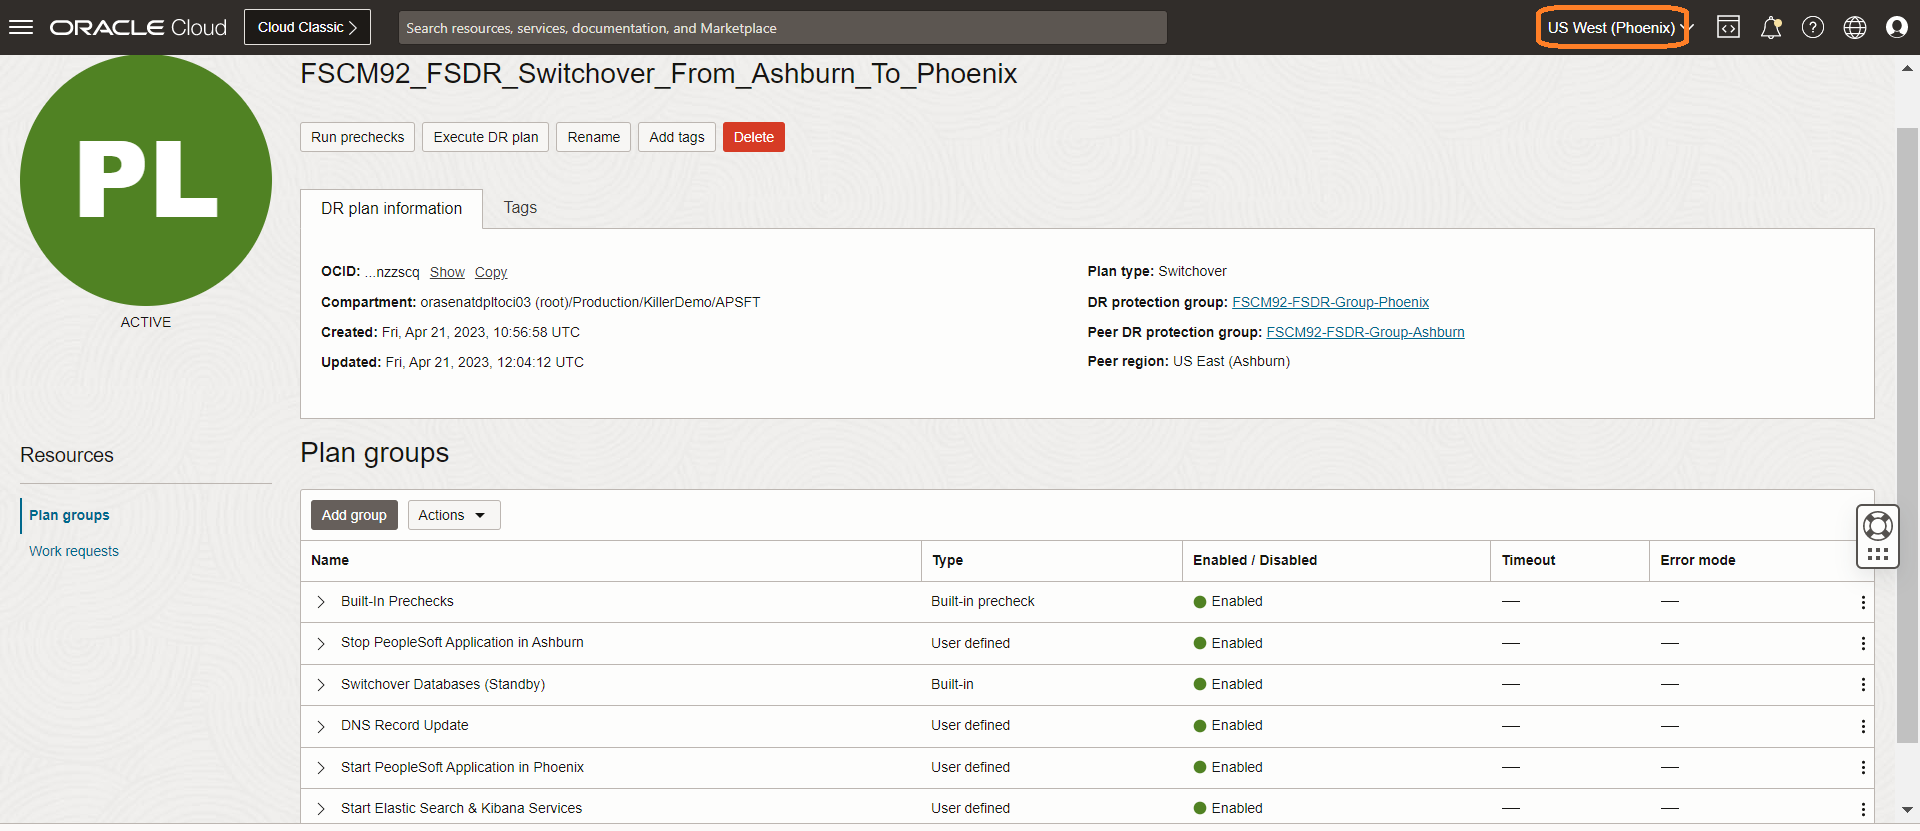 ORACLE Cloud Cloud Classic Search resources, services, documentation, and Marketplace US West (Phoenix)
PL
ACTIVE
FSCM92_FSDR_Switchover_From_Ashburn_To_Phoenix
Run prechecks Execute DR plan Rename Add tags Delete
DR plan information Tags
OCID: ...nzzscq Show Copy
Compartment: orasenatdpltoci03 (root)/Production/KillerDemo/APSFT
Created: Fri, Apr 21, 2023, 10:56:58 UTC
Updated: Fri, Apr 21, 2023, 12:04:12 UTC
Plan type: Switchover
DR protection group: FSCM92-FSDR-Group-Phoenix
Peer DR protection group: FSCM92-FSDR-Group-Ashburn
Peer region: US East (Ashburn)
Resources
Plan groups
Work requests
Plan groups
Add group Actions
Name Type Enabled / Disabled Timeout Error mode
Built-In Prechecks Built-in precheck Enabled — —
Stop PeopleSoft Application in Ashburn User defined Enabled — —
Switchover Databases (Standby) Built-in Enabled — —
DNS Record Update User defined Enabled — —
Start PeopleSoft Application in Phoenix User defined Enabled — —
Start Elastic Search & Kibana Services User defined Enabled — —